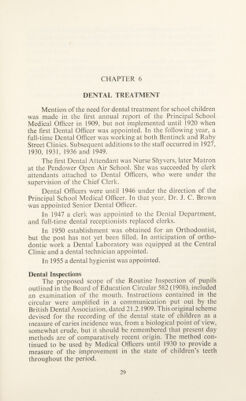 CHAPTER 6
DENTAL TREATMENT
Mention of the need for dental treatment for school children
was made in the first annual report of the Principal School
Medical Officer in 1909, but not implemented until 1920 when
the first Dental Officer was appointed. In the following year, a
full-time Dental Officer was working at both Bentinck and Raby
Street Clinics. Subsequent additions to the staff occurred in 1927,
1930, 1931, 1936 and 1949.
The first Dental Attendant was Nurse Shyvers, later Matron
at the Pendower Open Air School. She was succeeded by clerk
attendants attached to Dental Officers, who were under the
supervision of the Chief Clerk.
Dental Officers were until 1946 under the direction of the
Principal School Medical Officer. In that year, Dr. J. C. Brown
was appointed Senior Dental Officer.
In 1947 a clerk was appointed to the Dental Department,
and full-time dental receptionists replaced clerks.
In 1950 establishment was obtained for an Orthodontist,
but the post has not yet been filled. In anticipation of ortho-
dontic work a Dental Laboratory was equipped at the Central
Clinic and a dental technician appointed.
In 1955 a dental hygienist was appointed.
Dental Inspections
The proposed scope of the Routine Inspection of pupils
outlined in the Board of Education Circular 582 (1908), included
an examination of the mouth. Instructions contained in the
circular were amplified in a communication put out by the
British Dental Association, dated 21.2.1909. This original scheme
devised for the recording of the dental state of children as a
measure of caries incidence was, from a biological point of view,
somewhat crude, but it should be remembered that present day
methods are of comparatively recent origin. The method con-
tinued to be used by Medical Officers until 1930 to provide a
measure of the improvement in the state of children's teeth
throughout the period.
29